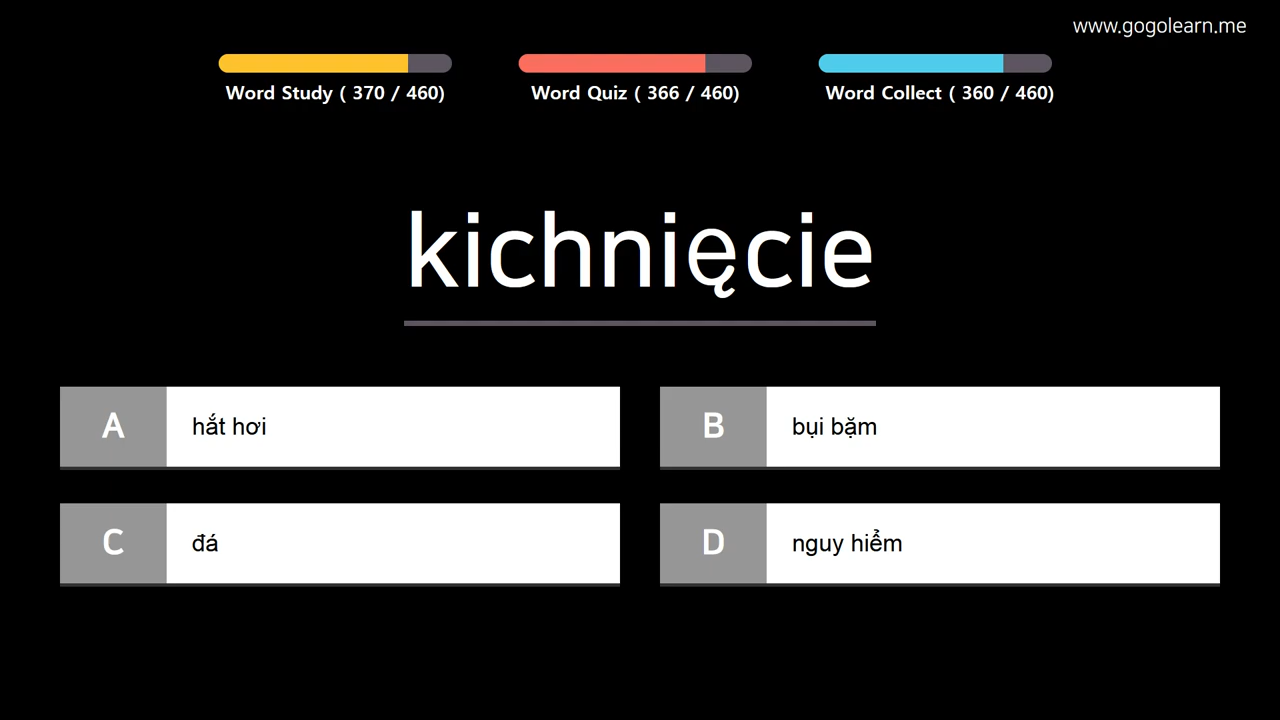 www.gogolearn.me
Word Study ( 370 / 460)
Word Quiz ( 366 / 460)
Word Collect ( 360 / 460)
kichnięcie
A hắt hơi
B bụi bặm
C đá
D nguy hiểm